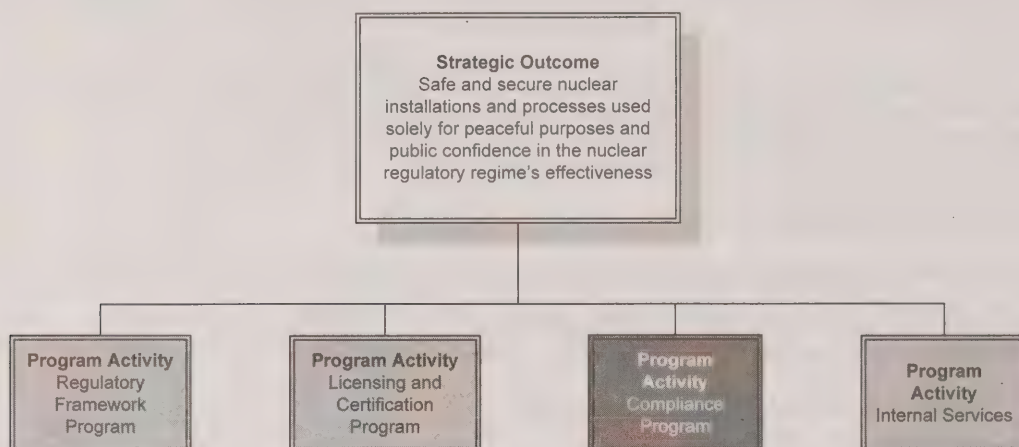 Strategic Outcome
Safe and secure nuclear
installations and processes used
solely for peaceful purposes and
public confidence in the nuclear
regulatory regime's effectiveness
Program Activity
Regulatory
Framework
Program
Program Activity
Licensing and
Certification
Program
Program
Activity
Compliance
Program
Program
Activity
Internal Services